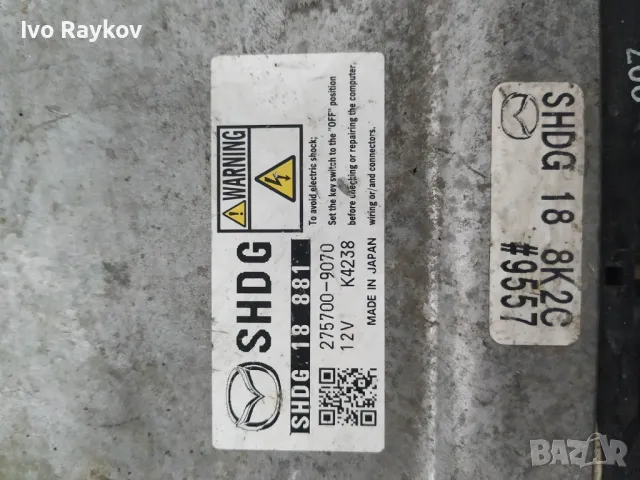 Ivo Raykov
WARNING
To avoid electric shock;
Set the key switch to the "OFF" position
before checking or repairing the computer,
wiring or/and connectors.
SHDG
SHDG 18 881
275700-9070
12V K4238
MADE IN JAPAN
SHDG 18 8K2C
#9557
BAZAR